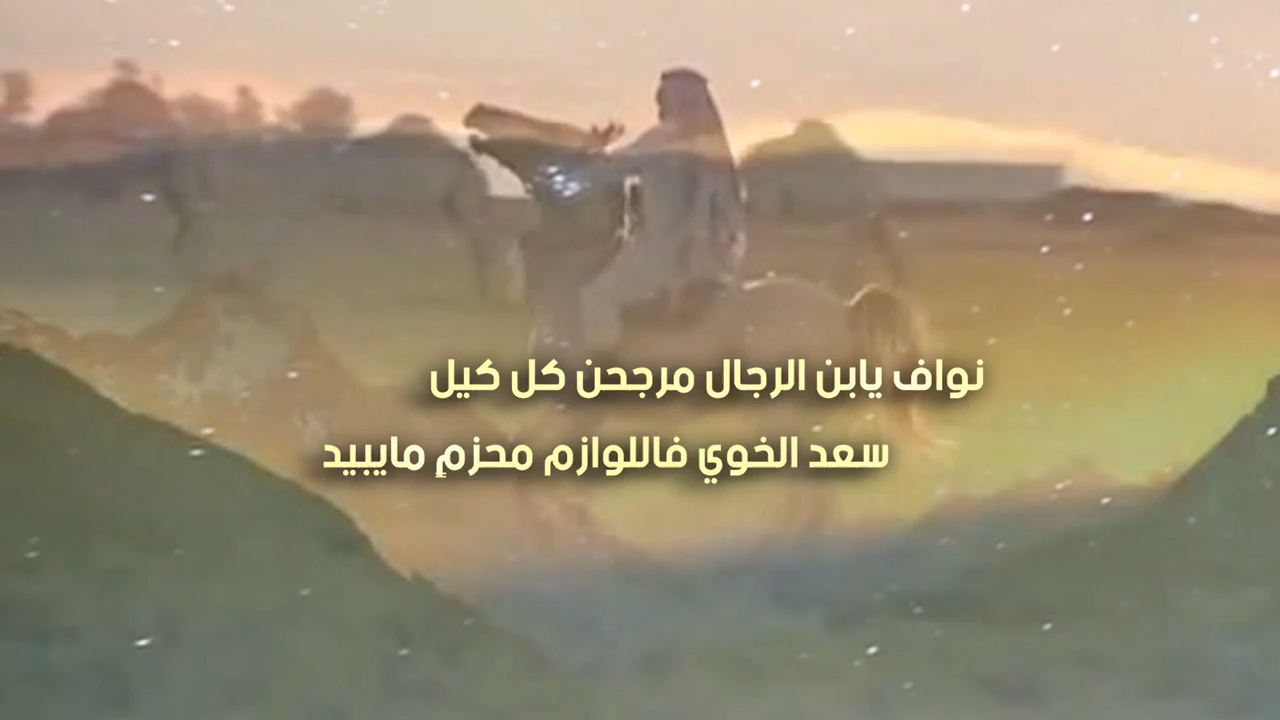 نواف يابن الرجال مرجحن كل كيل
سعد الخوي فاللوازم محزمٍ مايبيد